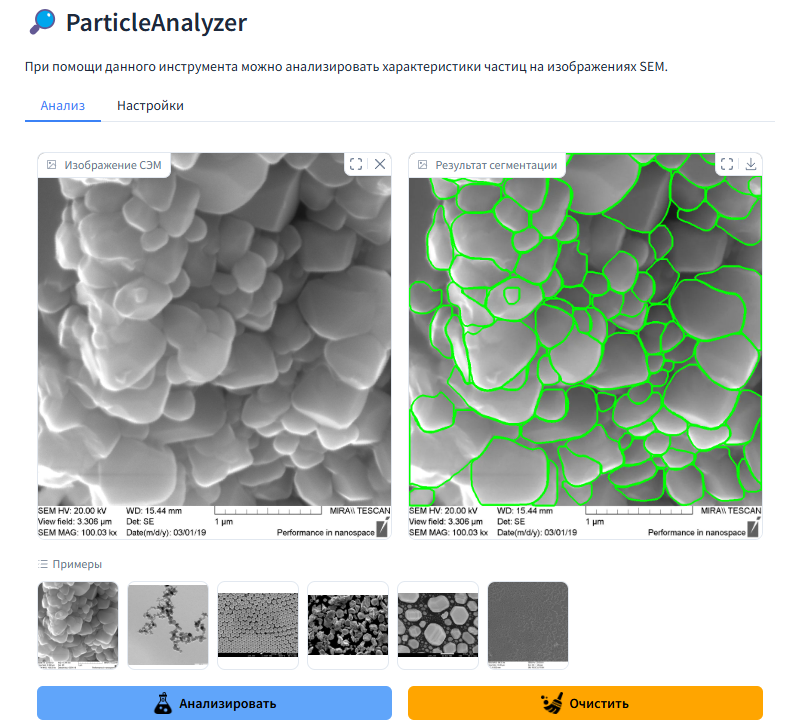 ParticleAnalyzer
При помощи данного инструмента можно анализировать характеристики частиц на изображениях SEM.
Анализ Настройки
Изображение СЭМ
Результат сегментации
SEM HV: 20.00 kV WD: 15.44 mm MIRA\\ TESCAN
View field: 3.306 µm Det: SE 1 µm
SEM MAG: 100.03 kx Date(m/d/y): 03/01/19 Performance in nanospace
SEM HV: 20.00 kV WD: 15.44 mm MIRA\\ TESCAN
View field: 3.306 µm Det: SE 1 µm
SEM MAG: 100.03 kx Date(m/d/y): 03/01/19 Performance in nanospace
Примеры
Анализировать
Очистить